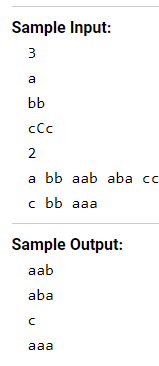 Sample Input:
3
a
bb
cCc
2
a bb aab aba cc
c bb aaa
Sample Output:
aab
aba
c
aaa